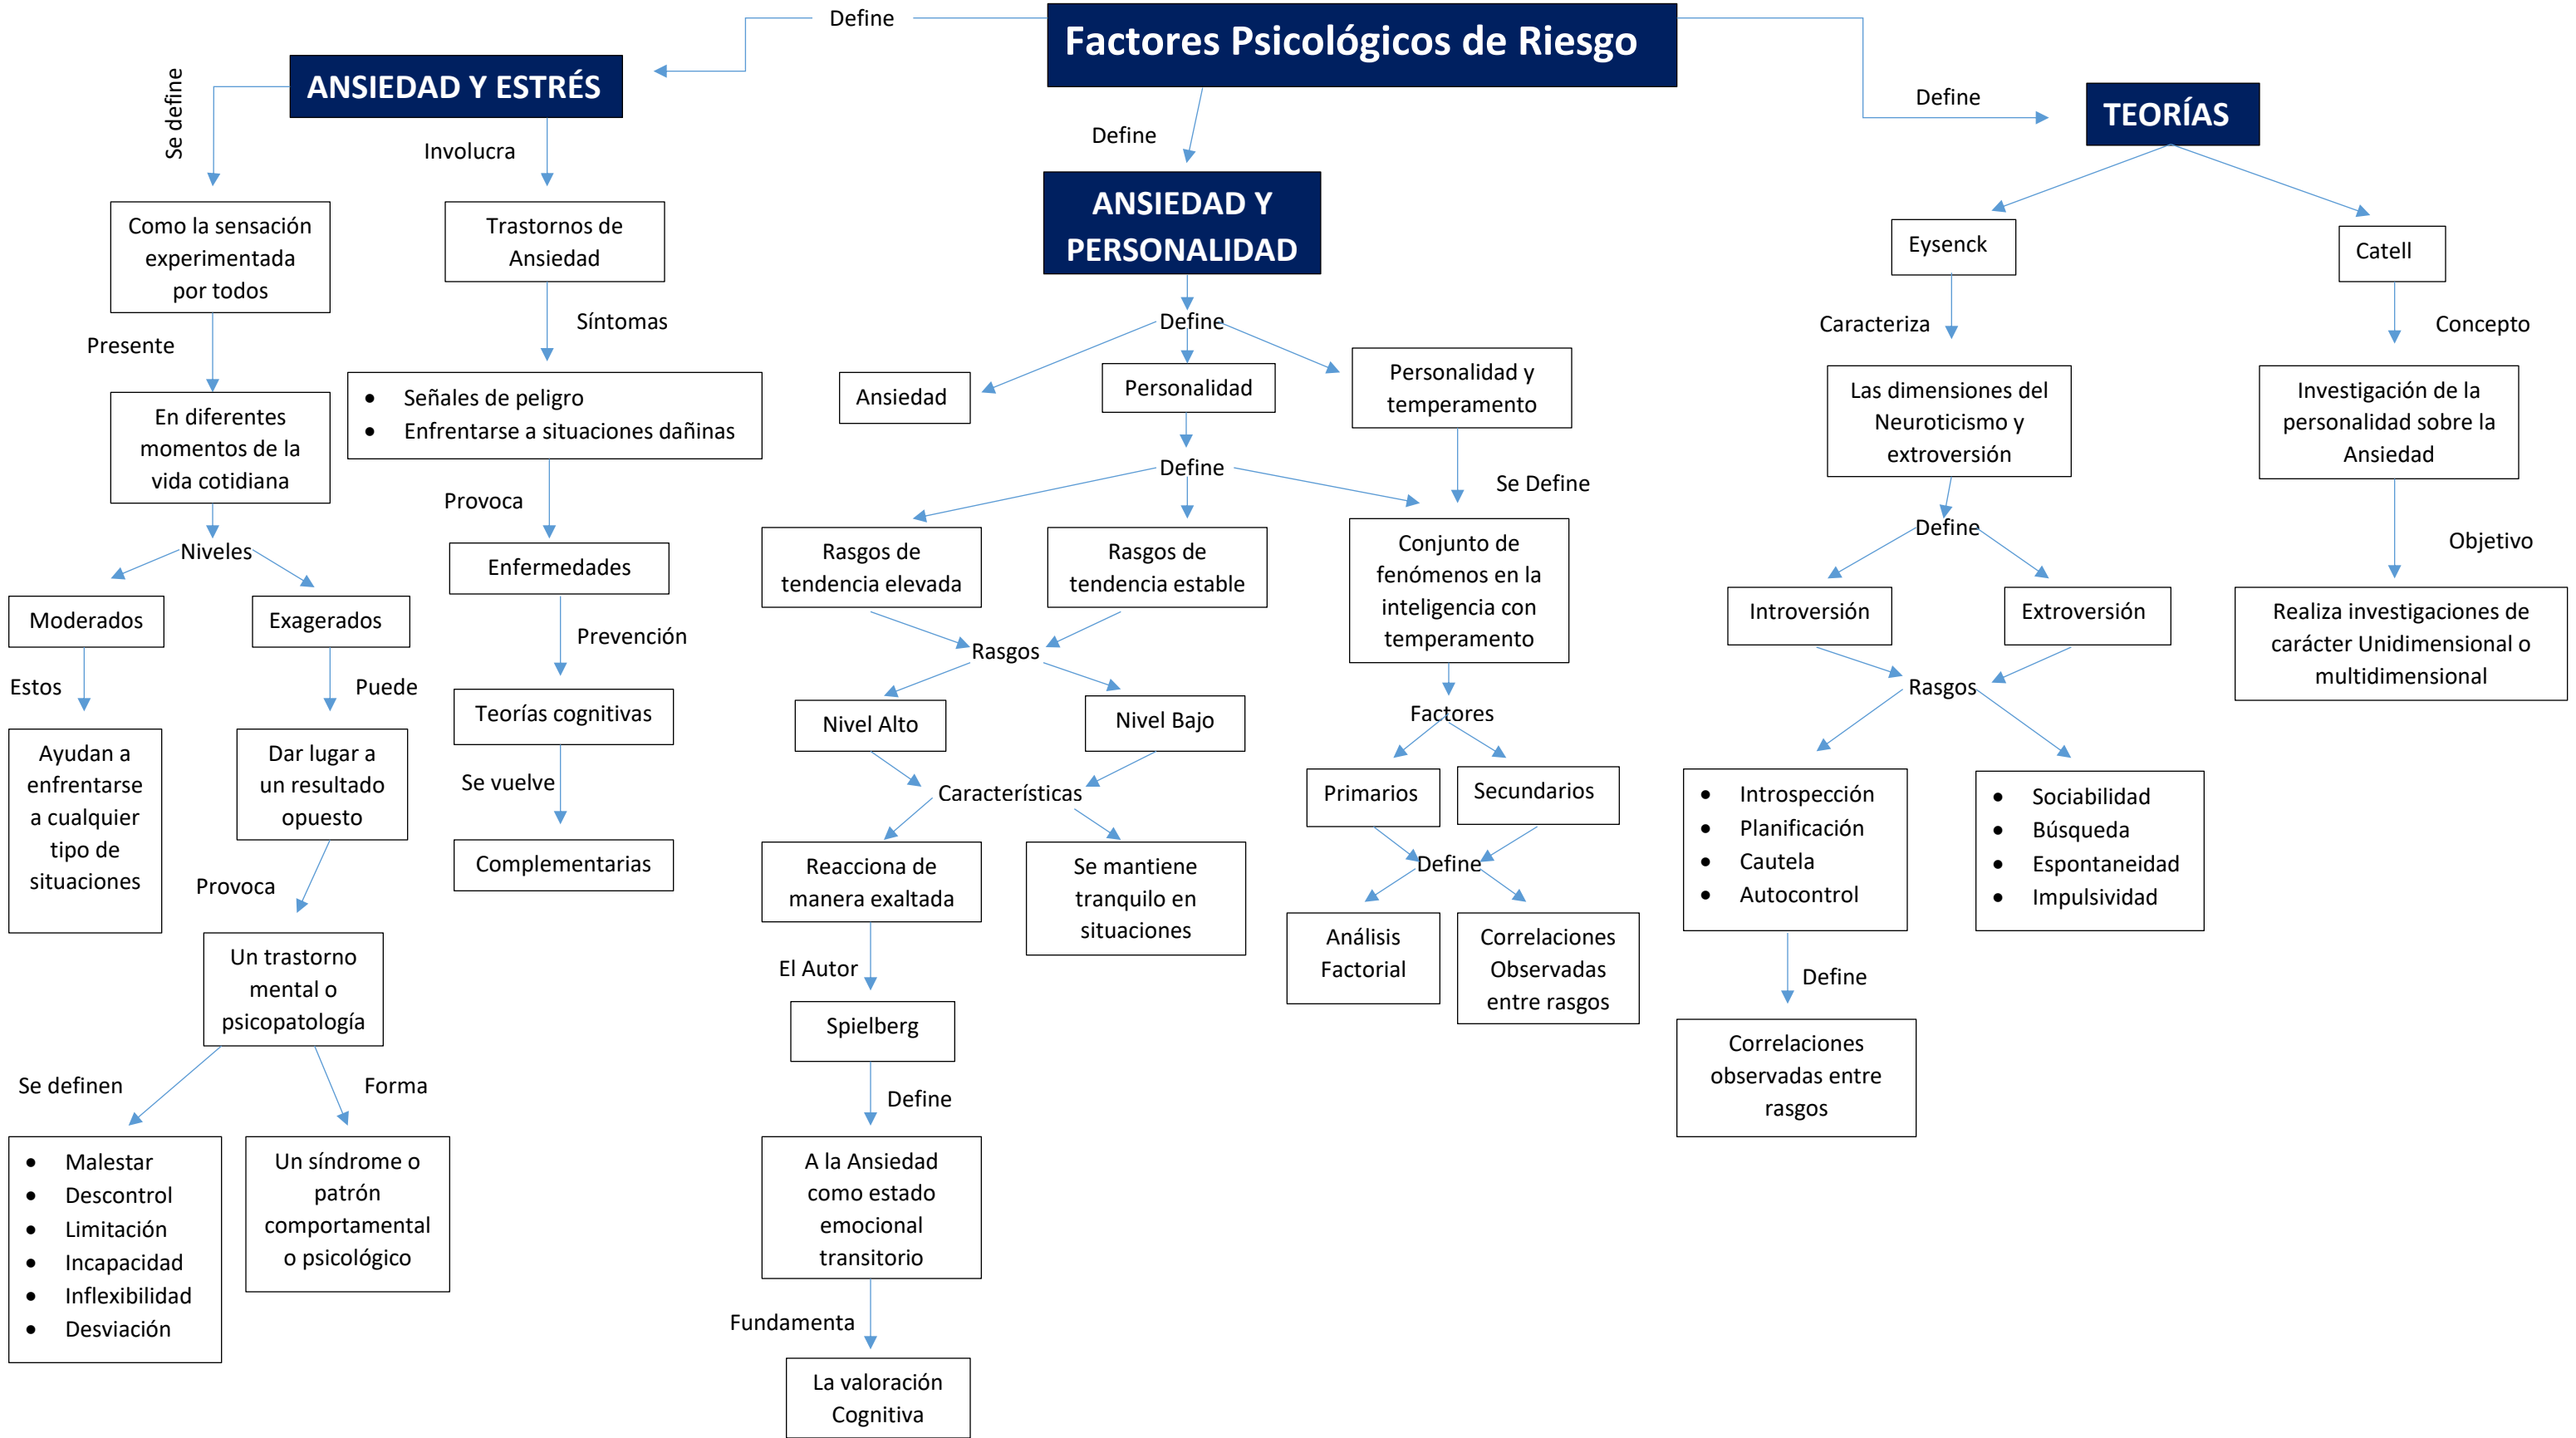 Factores Psicológicos de Riesgo
Define
ANSIEDAD Y ESTRÉS
Se define
Como la sensación
experimentada
por todos
Presente
En diferentes
momentos de la
vida cotidiana
Niveles
Moderados
Estos
Ayudan a
enfrentarse
a cualquier
tipo de
situaciones
Exagerados
Puede
Dar lugar a
un resultado
opuesto
Provoca
Un trastorno
mental o
psicopatología
Se definen
• Malestar
• Descontrol
• Limitación
• Incapacidad
• Inflexibilidad
• Desviación
Forma
Un síndrome o
patrón
comportamental
o psicológico
Involucra
Trastornos de
Ansiedad
Síntomas
• Señales de peligro
• Enfrentarse a situaciones dañinas
Provoca
Enfermedades
Prevención
Teorías cognitivas
Se vuelve
Complementarias
Define
ANSIEDAD Y
PERSONALIDAD
Define
Ansiedad
Personalidad
Personalidad y
temperamento
Define
Se Define
Rasgos de
tendencia elevada
Rasgos de
tendencia estable
Conjunto de
fenómenos en la
inteligencia con
temperamento
Rasgos
Nivel Alto
Nivel Bajo
Características
Reacciona de
manera exaltada
Se mantiene
tranquilo en
situaciones
El Autor
Spielberg
Define
A la Ansiedad
como estado
emocional
transitorio
Fundamenta
La valoración
Cognitiva
Factores
Primarios
Secundarios
Define
Análisis
Factorial
Correlaciones
Observadas
entre rasgos
Define
TEORÍAS
Eysenck
Caracteriza
Las dimensiones del
Neuroticismo y
extroversión
Define
Introversión
Extroversión
Rasgos
• Introspección
• Planificación
• Cautela
• Autocontrol
• Sociabilidad
• Búsqueda
• Espontaneidad
• Impulsividad
Define
Correlaciones
observadas entre
rasgos
Catell
Concepto
Investigación de la
personalidad sobre la
Ansiedad
Objetivo
Realiza investigaciones de
carácter Unidimensional o
multidimensional